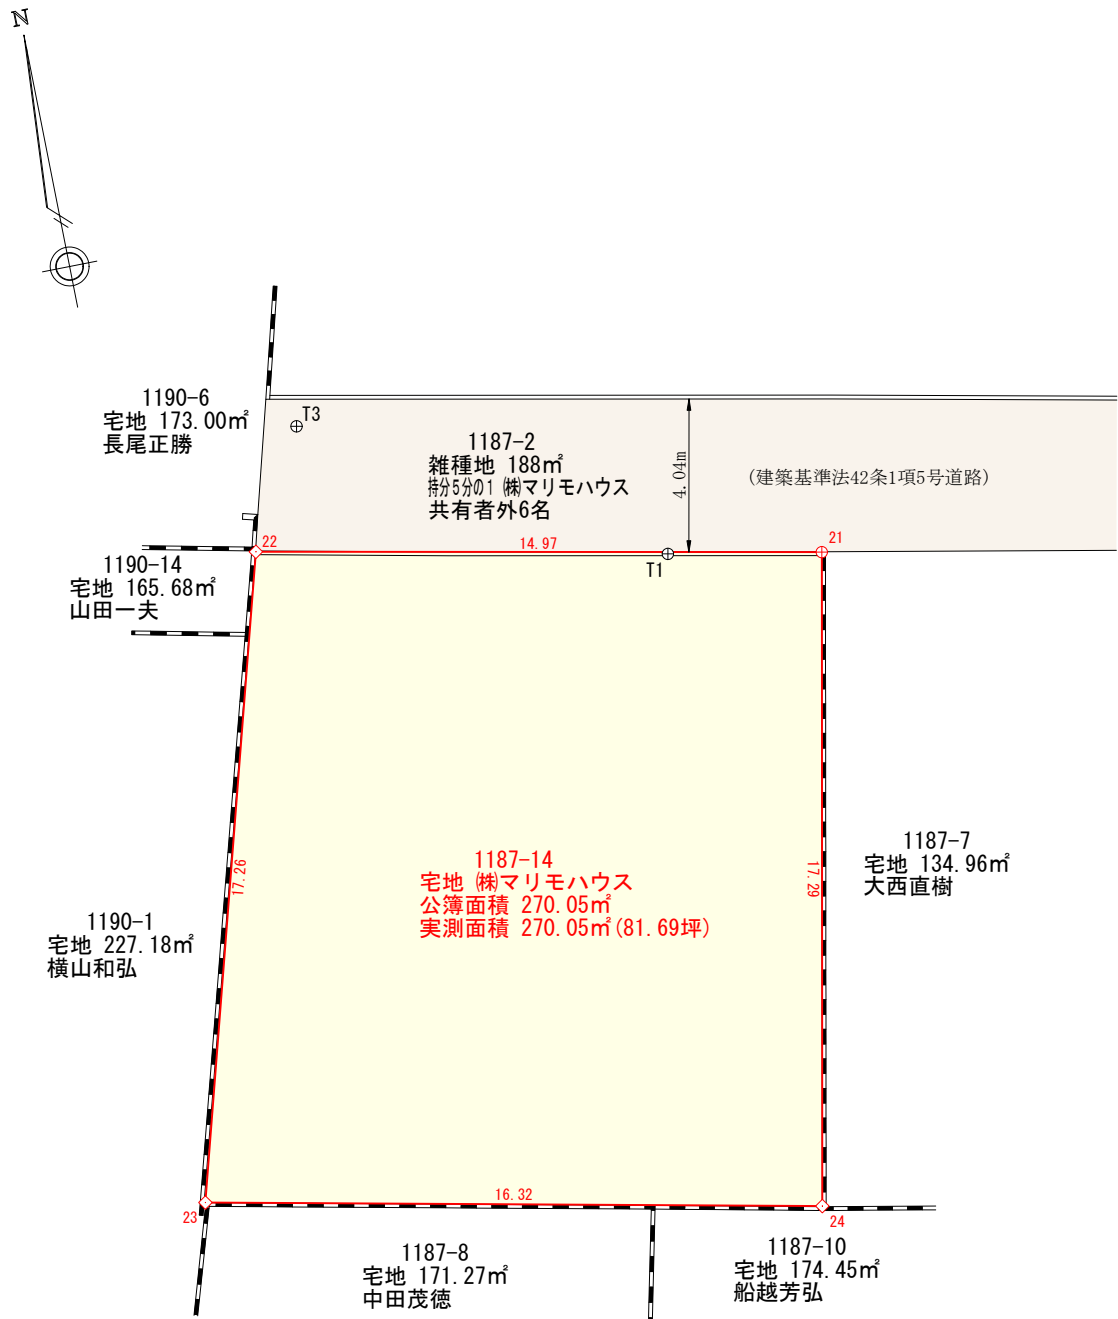 N
1190-6
宅地 173.00㎡
長尾正勝
T3
1187-2
雑種地 188㎡
持分5分の1 ㈱マリモハウス
共有者外6名
4.04m
(建築基準法42条1項5号道路)
22
14.97
21
T1
1190-14
宅地 165.68㎡
山田一夫
17.26
1187-14
宅地 ㈱マリモハウス
公簿面積 270.05㎡
実測面積 270.05㎡(81.69坪)
17.29
1187-7
宅地 134.96㎡
大西直樹
1190-1
宅地 227.18㎡
横山和弘
23
16.32
24
1187-8
宅地 171.27㎡
中田茂徳
1187-10
宅地 174.45㎡
船越芳弘